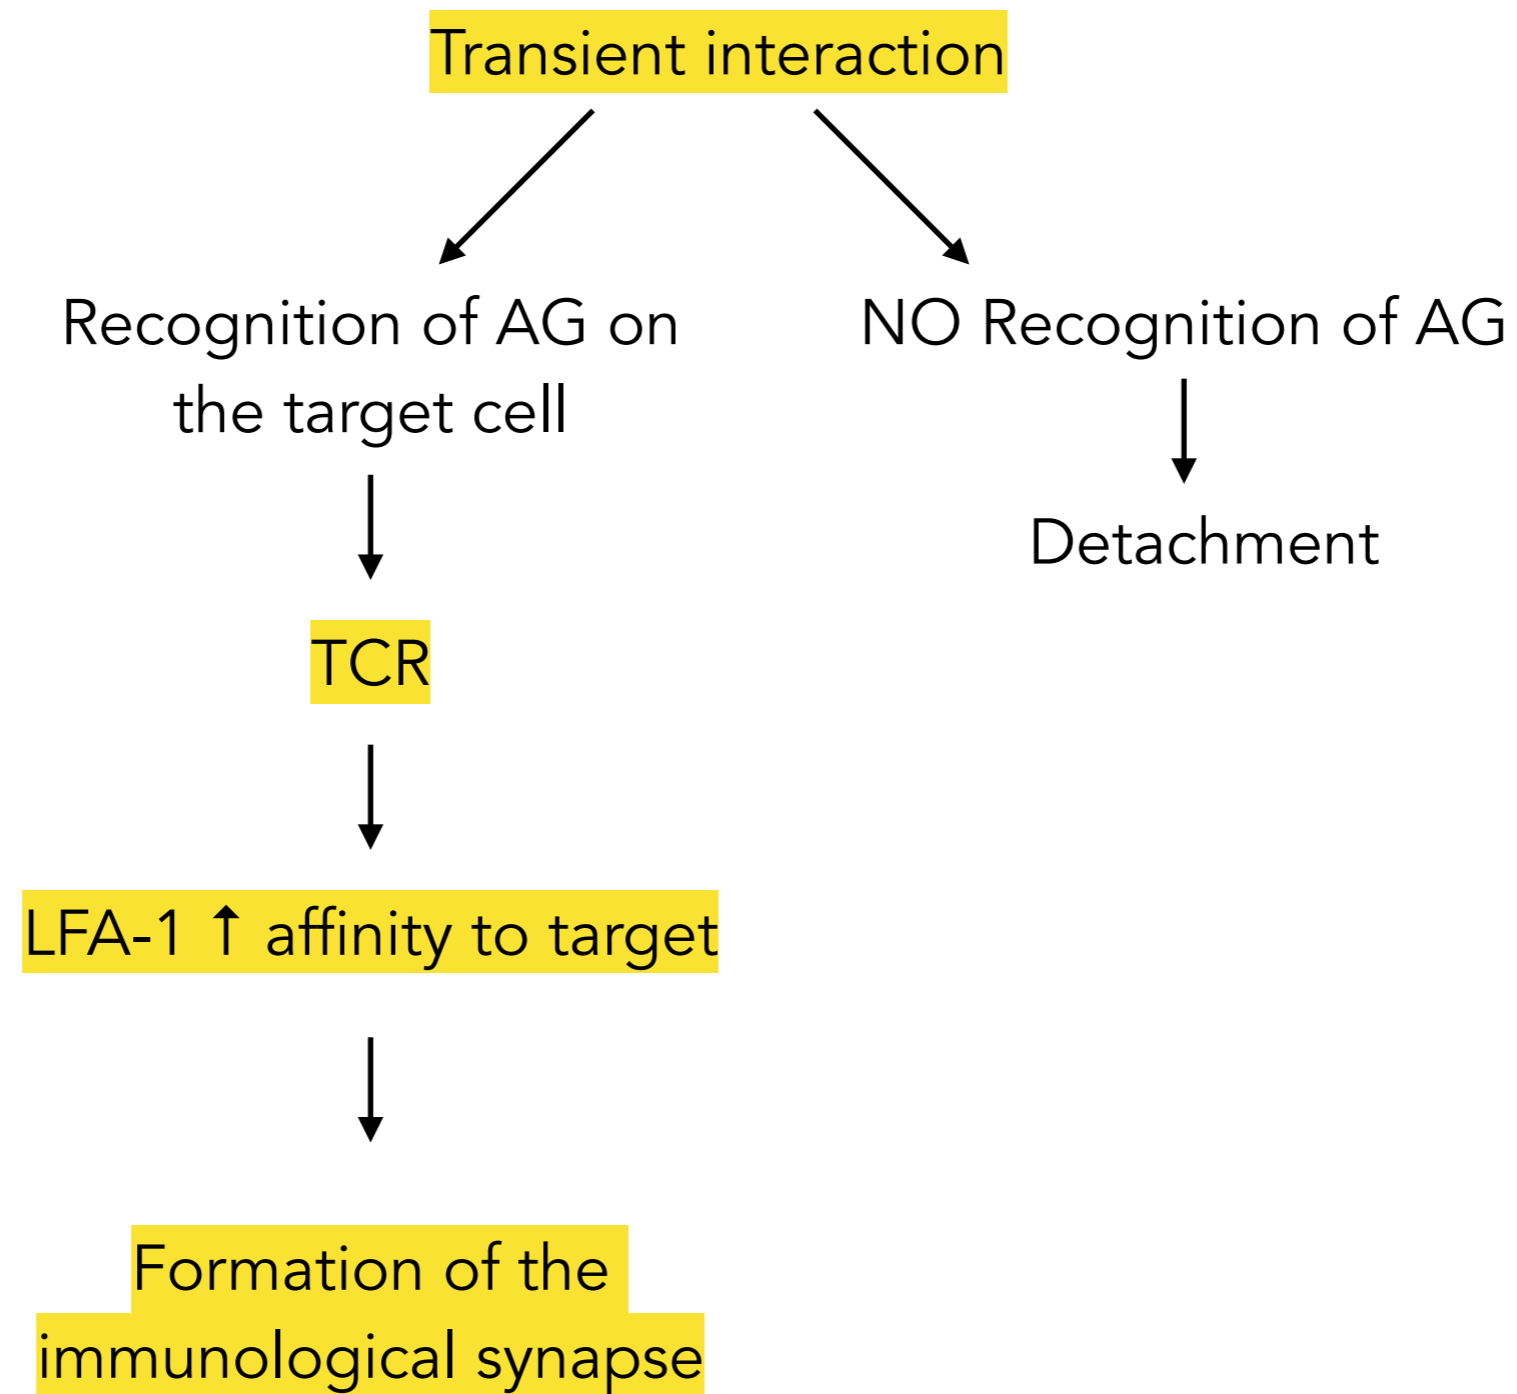 Transient interaction
Recognition of AG on
the target cell
NO Recognition of AG
Detachment
TCR
LFA-1 ↑ affinity to target
Formation of the
immunological synapse